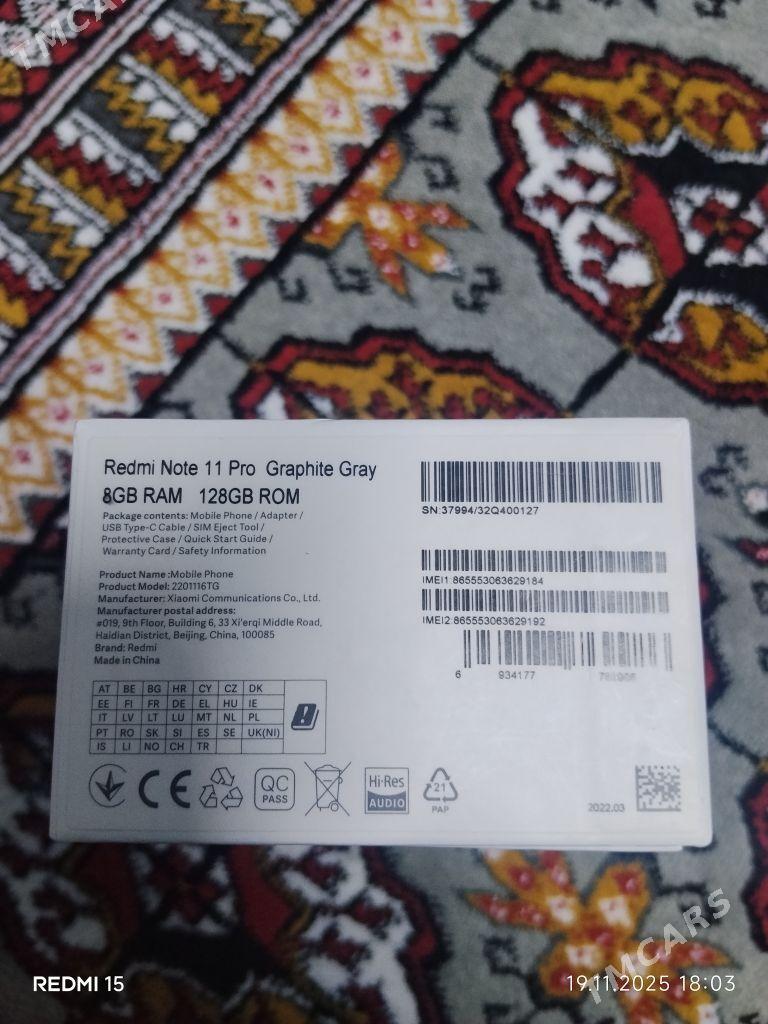 TMCARS
Redmi Note 11 Pro Graphite Gray
8GB RAM 128GB ROM
Package contents: Mobile Phone / Adapter /
USB Type-C Cable / SIM Eject Tool /
Protective Case / Quick Start Guide /
Warranty Card / Safety Information
Product Name:Mobile Phone
Product Model: 2201116TG
Manufacturer: Xiaomi Communications Co., Ltd.
Manufacturer postal address:
#019, 9th Floor, Building 6, 33 Xi'erqi Middle Road,
Haidian District, Beijing, China, 100085
Brand: Redmi
Made in China
SN:37994/32Q400127
IMEI1:865553063629184
IMEI2:865553063629192
6 934177
AT BE BG HR CY CZ DK
EE FI FR DE EL HU IE
IT LV LT LU MT NL PL
PT RO SK SI ES SE UK(NI)
IS LI NO CH TR
CE
QC
PASS
Hi-Res
AUDIO
21
PAP
2022.03
TMCARS
REDMI 15
19.11.2025 18:03